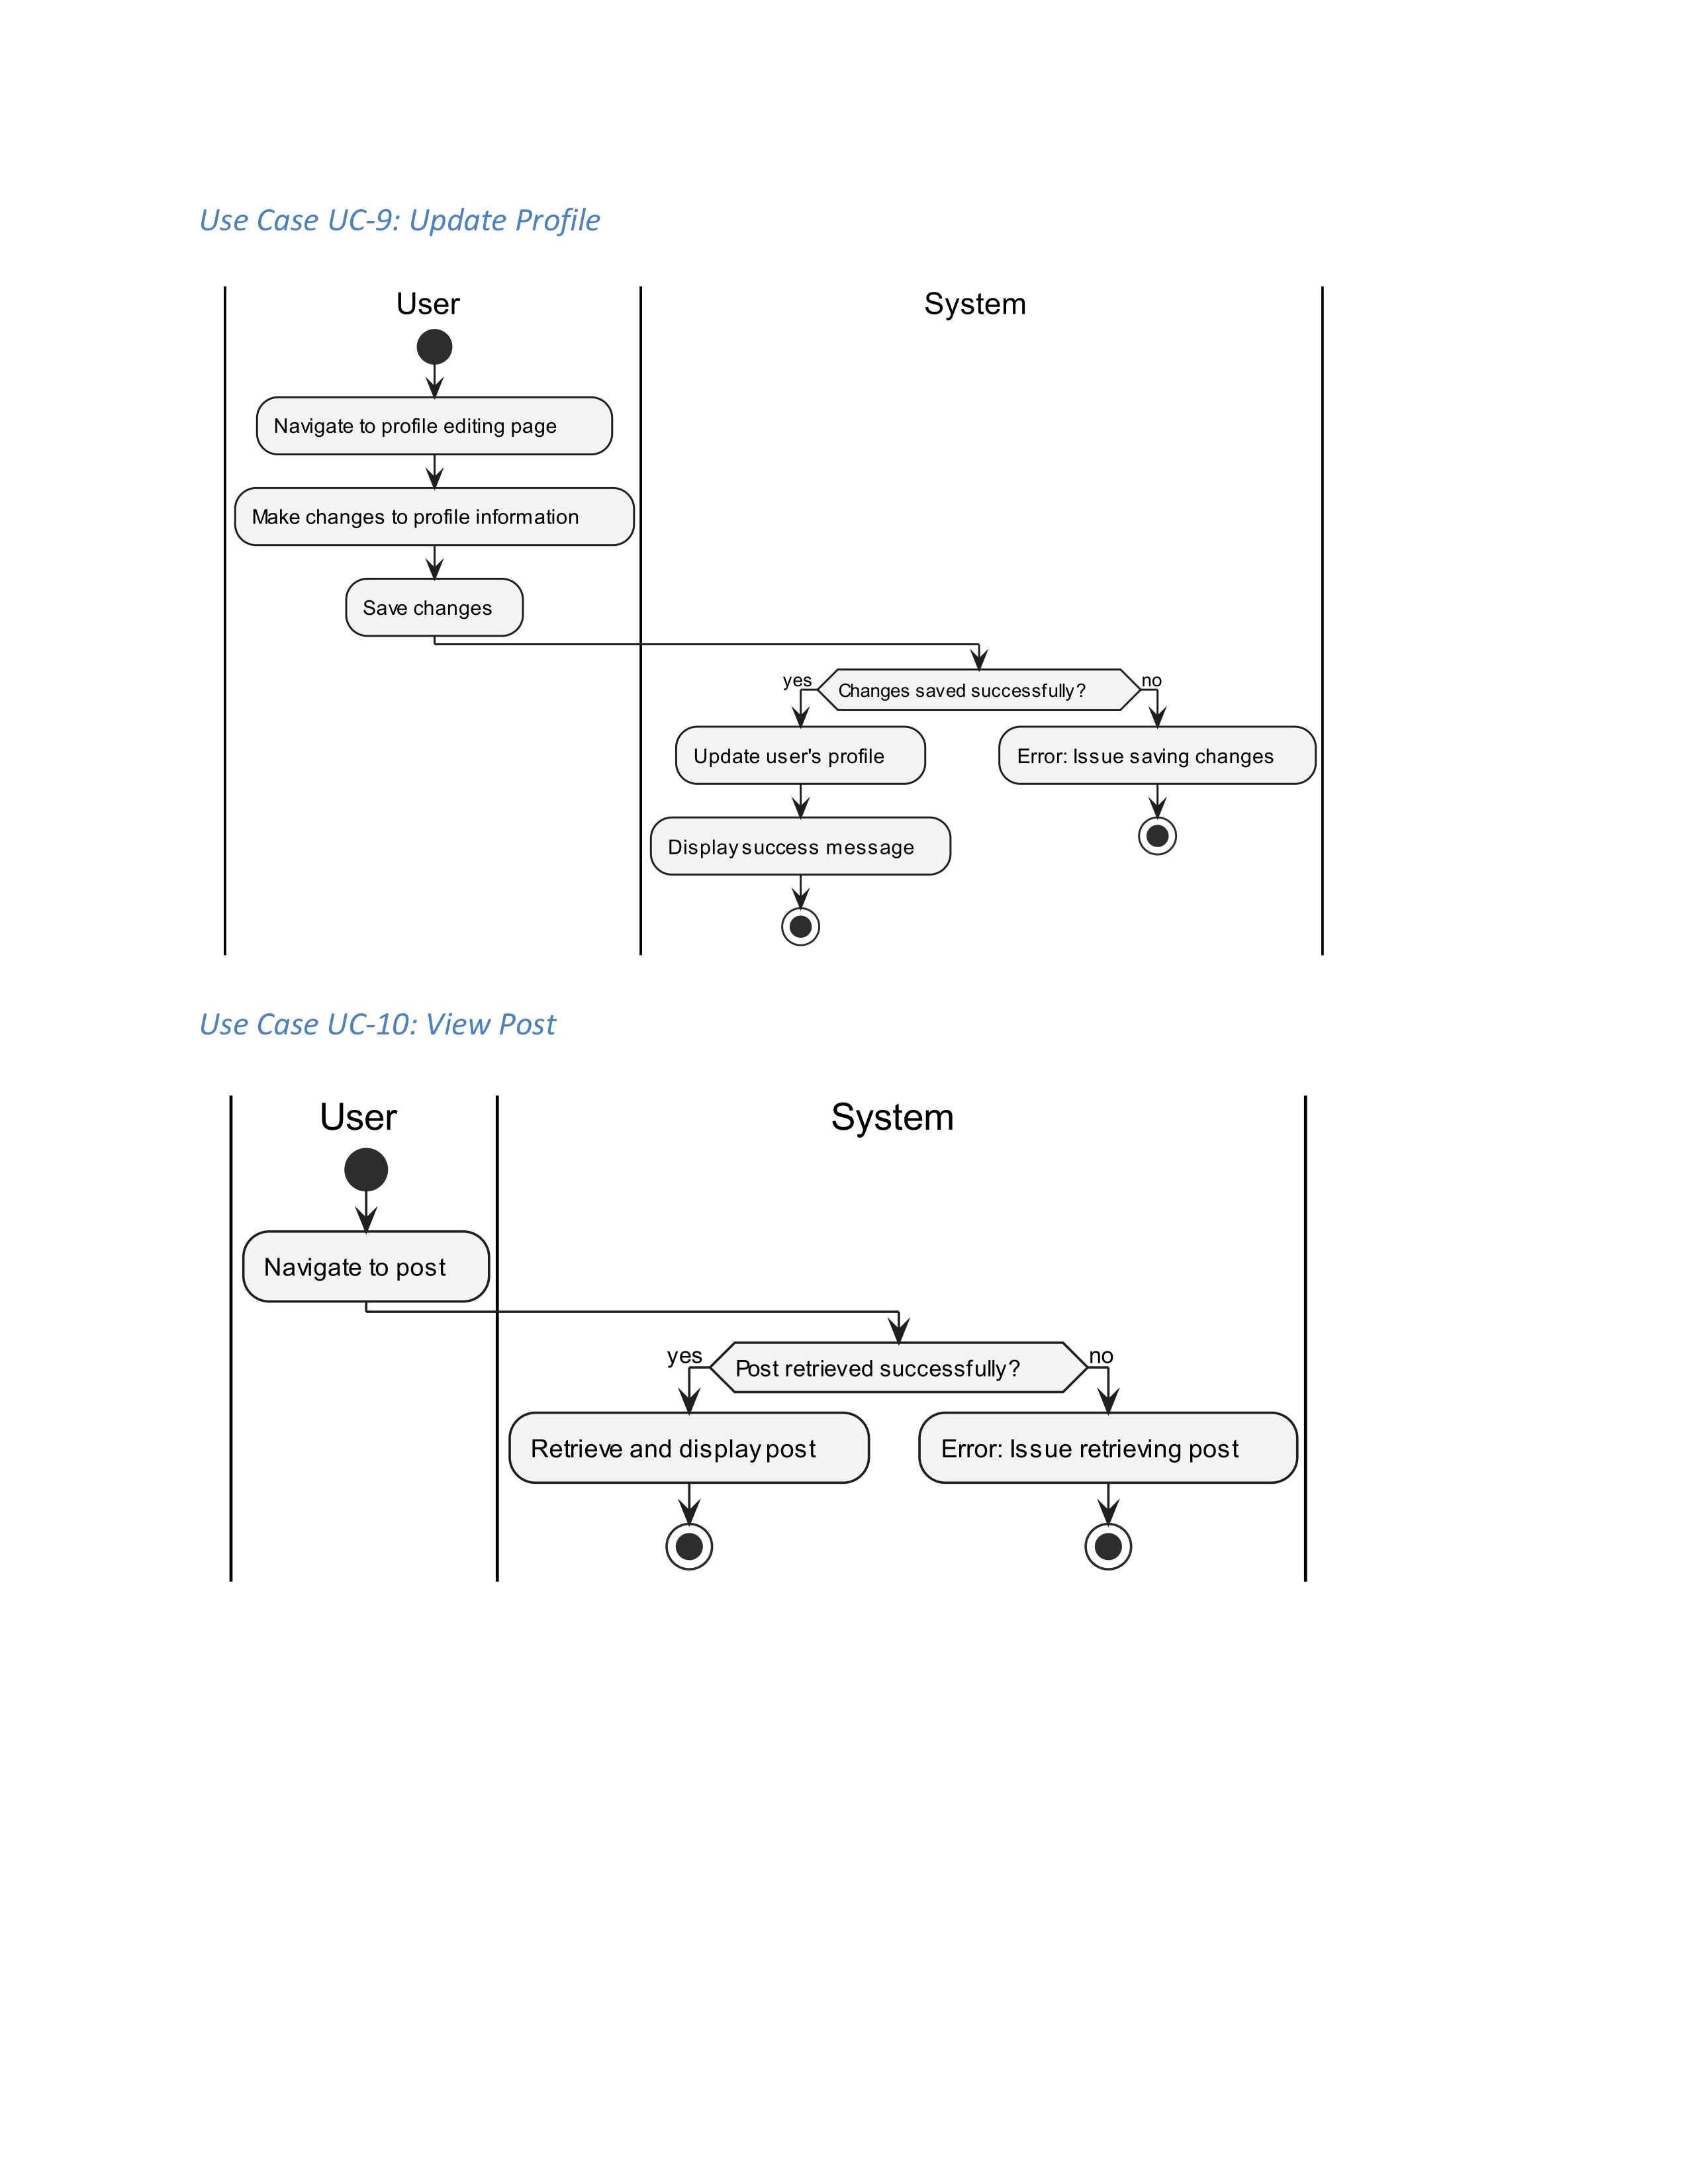 Use Case UC-9: Update Profile
User
System
Navigate to profile editing page
Make changes to profile information
Save changes
yes
Changes saved successfully?
no
Update user's profile
Error: Issue saving changes
Display success message
Use Case UC-10: View Post
User
System
Navigate to post
yes
Post retrieved successfully?
no
Retrieve and display post
Error: Issue retrieving post